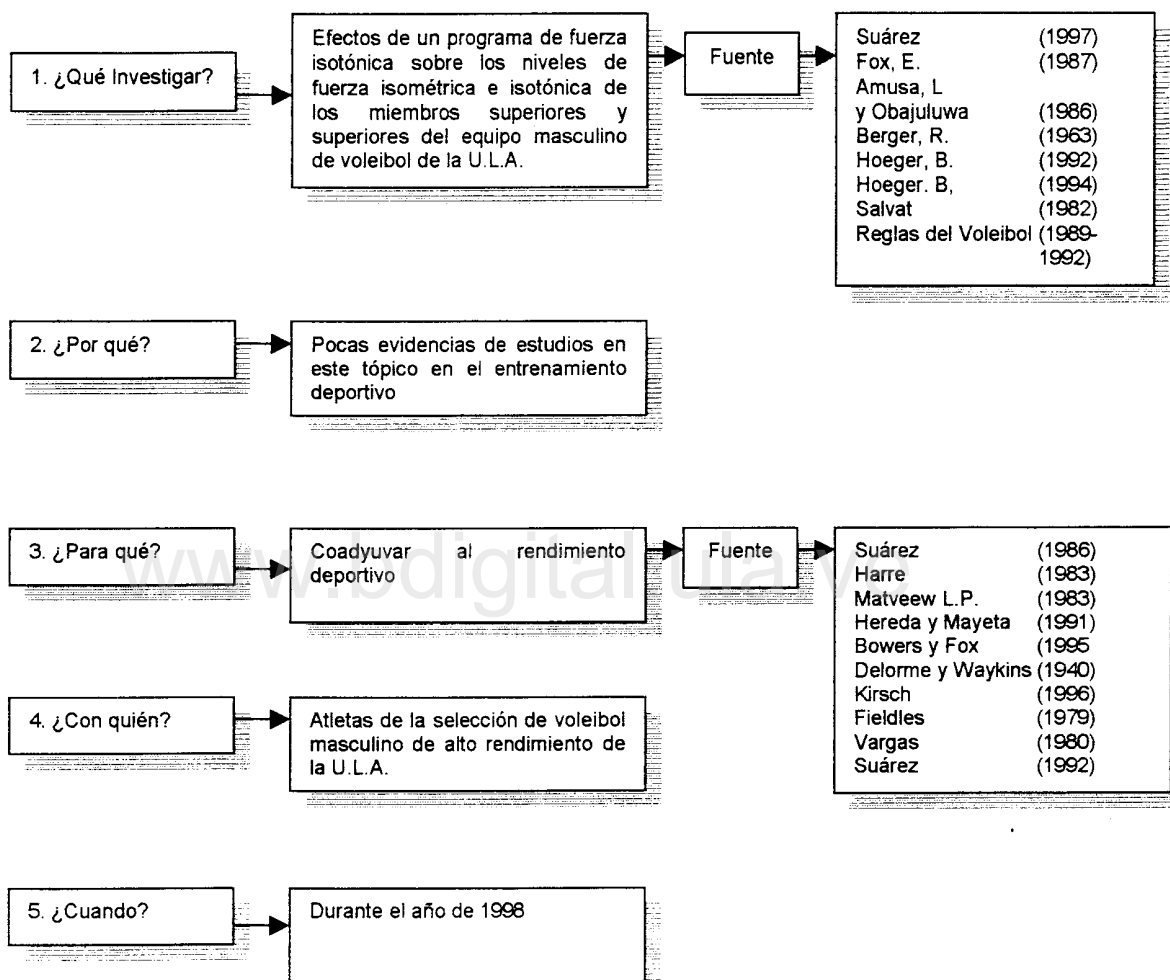 1. ¿Qué Investigar?
Efectos de un programa de fuerza
isotónica sobre los niveles de
fuerza isométrica e isotónica de
los miembros superiores y
superiores del equipo masculino
de voleibol de la U.L.A.
Fuente
Suárez (1997)
Fox, E. (1987)
Amusa, L
y Obajuluwa (1986)
Berger, R. (1963)
Hoeger, B. (1992)
Hoeger. B, (1994)
Salvat (1982)
Reglas del Voleibol (1989-
1992)
2. ¿Por qué?
Pocas evidencias de estudios en
este tópico en el entrenamiento
deportivo
3. ¿Para qué?
Coadyuvar al rendimiento
deportivo
Fuente
Suárez (1986)
Harre (1983)
Matveew L.P. (1983)
Hereda y Mayeta (1991)
Bowers y Fox (1995
Delorme y Waykins (1940)
Kirsch (1996)
Fieldles (1979)
Vargas (1980)
Suárez (1992)
www.bdigital.ula.ve
4. ¿Con quién?
Atletas de la selección de voleibol
masculino de alto rendimiento de
la U.L.A.
5. ¿Cuando?
Durante el año de 1998